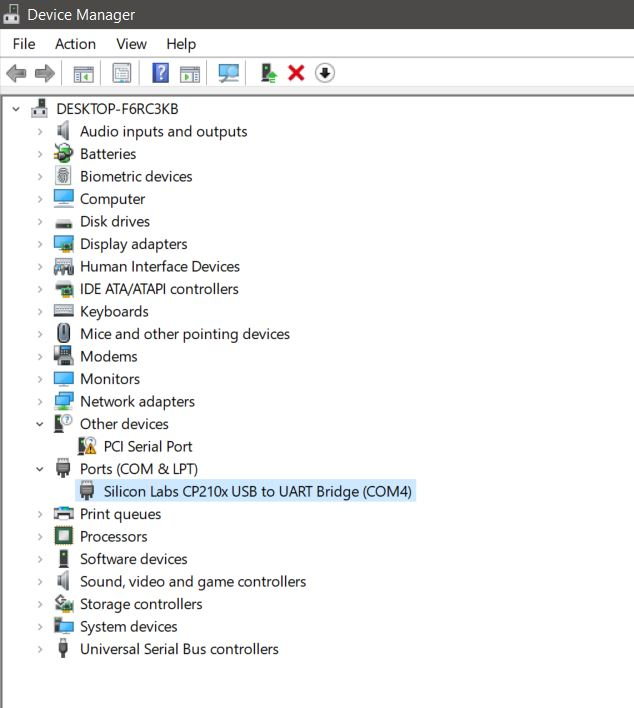 Device Manager
File Action View Help
DESKTOP-F6RC3KB
Audio inputs and outputs
Batteries
Biometric devices
Computer
Disk drives
Display adapters
Human Interface Devices
IDE ATA/ATAPI controllers
Keyboards
Mice and other pointing devices
Modems
Monitors
Network adapters
Other devices
PCI Serial Port
Ports (COM & LPT)
Silicon Labs CP210x USB to UART Bridge (COM4)
Print queues
Processors
Software devices
Sound, video and game controllers
Storage controllers
System devices
Universal Serial Bus controllers